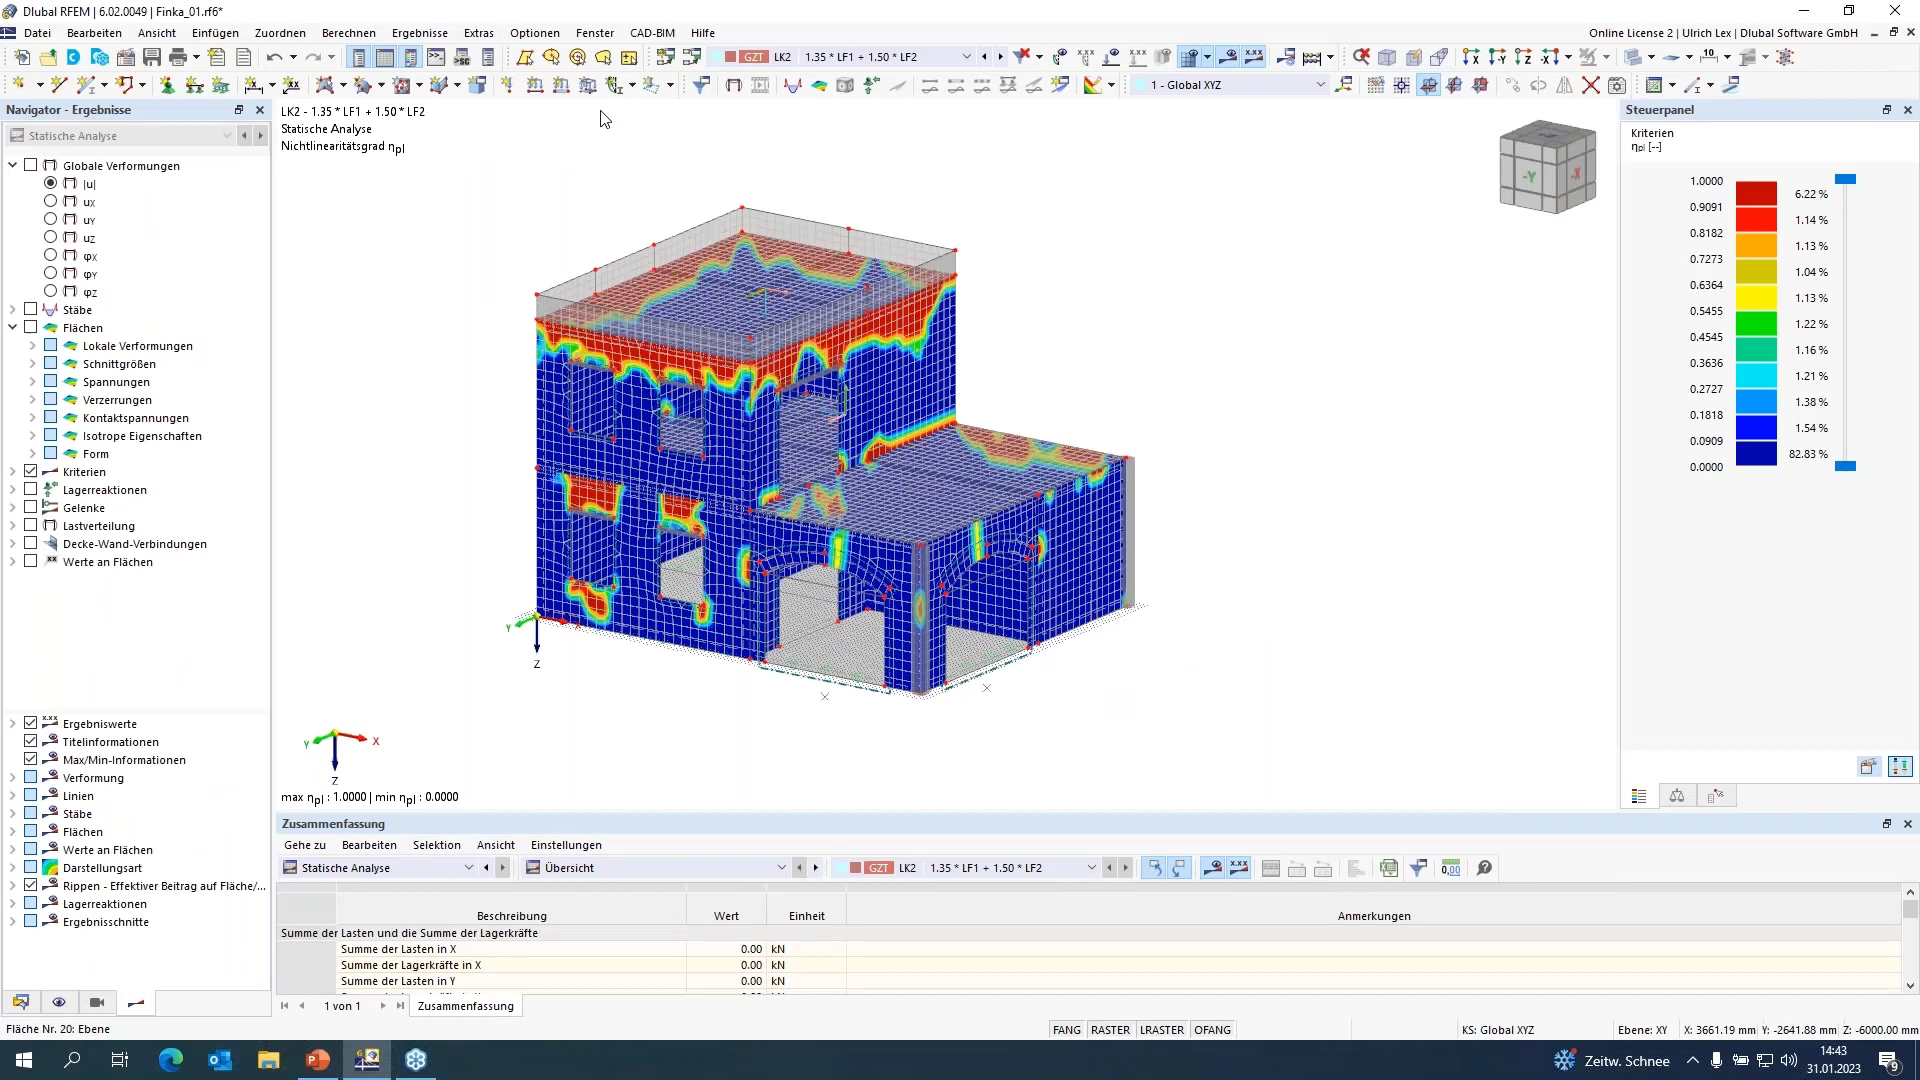 Dlubal RFEM | 6.02.0049 | Finka_01.rf6*
Datei Bearbeiten Ansicht Einfügen Zuordnen Berechnen Ergebnisse Extras Optionen Fenster CAD-BIM Hilfe
Online License 2 | Ulrich Lex | Dlubal Software GmbH
GZT LK2 1.35 * LF1 + 1.50 * LF2
1 - Global XYZ
Navigator - Ergebnisse
Statische Analyse
Globale Verformungen
|u|
uX
uY
uZ
φX
φY
φZ
Stäbe
Flächen
Lokale Verformungen
Schnittgrößen
Spannungen
Verzerrungen
Kontaktspannungen
Isotrope Eigenschaften
Form
Kriterien
Lagerreaktionen
Gelenke
Lastverteilung
Decke-Wand-Verbindungen
Werte an Flächen
Ergebniswerte
Titelinformationen
Max/Min-Informationen
Verformung
Linien
Stäbe
Flächen
Werte an Flächen
Darstellungsart
Rippen - Effektiver Beitrag auf Fläche/...
Lagerreaktionen
Ergebnisschnitte
LK2 - 1.35 * LF1 + 1.50 * LF2
Statische Analyse
Nichtlinearitätsgrad ηpl
-Y -X
Y
Z
Y X
Z
max ηpl : 1.0000 | min ηpl : 0.0000
Steuerpanel
Kriterien
ηpl [--]
1.0000
6.22 %
0.9091
1.14 %
0.8182
1.13 %
0.7273
1.04 %
0.6364
1.13 %
0.5455
1.22 %
0.4545
1.16 %
0.3636
1.21 %
0.2727
1.38 %
0.1818
1.54 %
0.0909
82.83 %
0.0000
Zusammenfassung
Gehe zu Bearbeiten Selektion Ansicht Einstellungen
Statische Analyse Übersicht GZT LK2 1.35 * LF1 + 1.50 * LF2
Beschreibung Wert Einheit Anmerkungen
Summe der Lasten und die Summe der Lagerkräfte
Summe der Lasten in X 0.00 kN
Summe der Lagerkräfte in X 0.00 kN
Summe der Lasten in Y 0.00 kN
1 von 1 Zusammenfassung
Fläche Nr. 20: Ebene
FANG RASTER LRASTER OFANG
KS: Global XYZ Ebene: XY X: 3661.19 mm Y: -2641.88 mm Z: -6000.00 mm
Zeitw. Schnee
14:43
31.01.2023
9